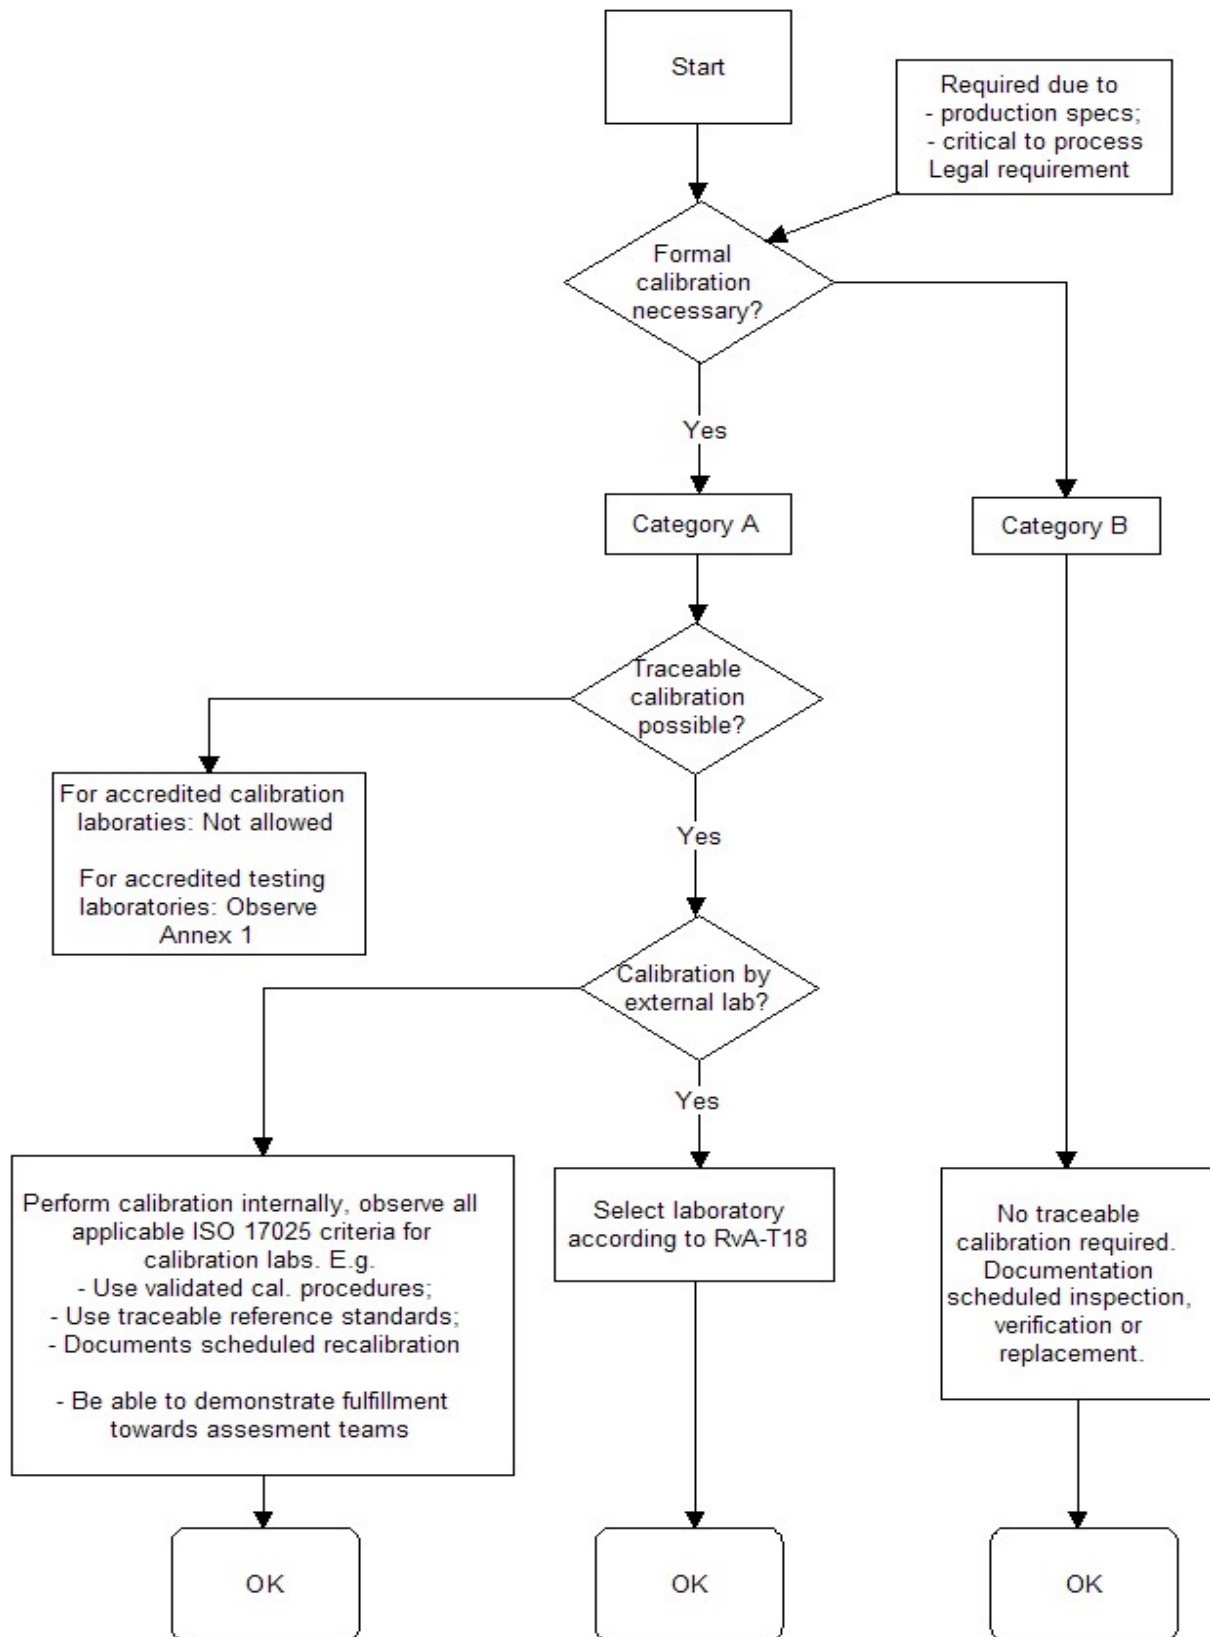 Start
Required due to
- production specs;
- critical to process
Legal requirement
Formal
calibration
necessary?
Yes
Category A
Category B
Traceable
calibration
possible?
For accredited calibration
laboraties: Not allowed
For accredited testing
laboratories: Observe
Annex 1
Yes
Calibration by
external lab?
Yes
Perform calibration internally, observe all
applicable ISO 17025 criteria for
calibration labs. E.g.
- Use validated cal. procedures;
- Use traceable reference standards;
- Documents scheduled recalibration
- Be able to demonstrate fulfillment
towards assesment teams
Select laboratory
according to RvA-T18
No traceable
calibration required.
Documentation
scheduled inspection,
verification or
replacement.
OK
OK
OK